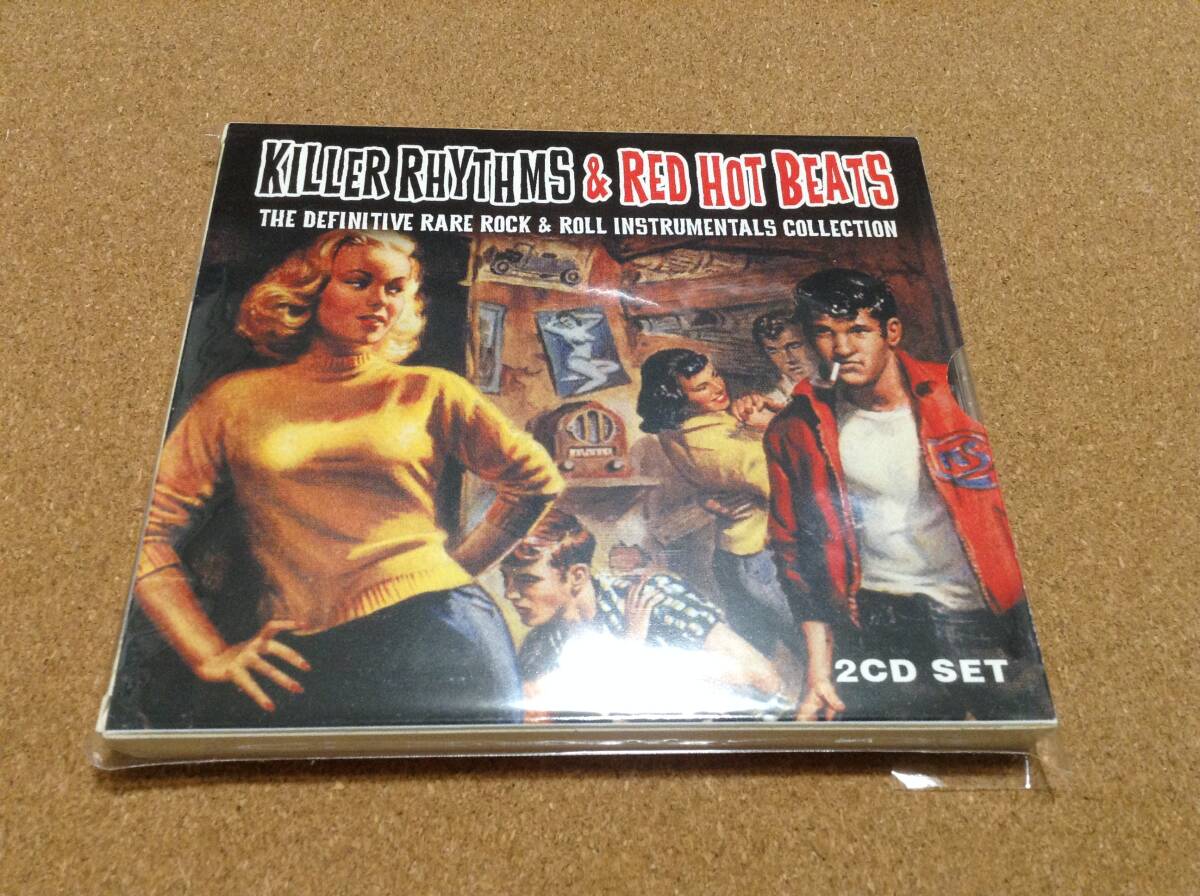 KILLER RHYTHMS & RED HOT BEATS
THE DEFINITIVE RARE ROCK & ROLL INSTRUMENTALS COLLECTION
2CD SET